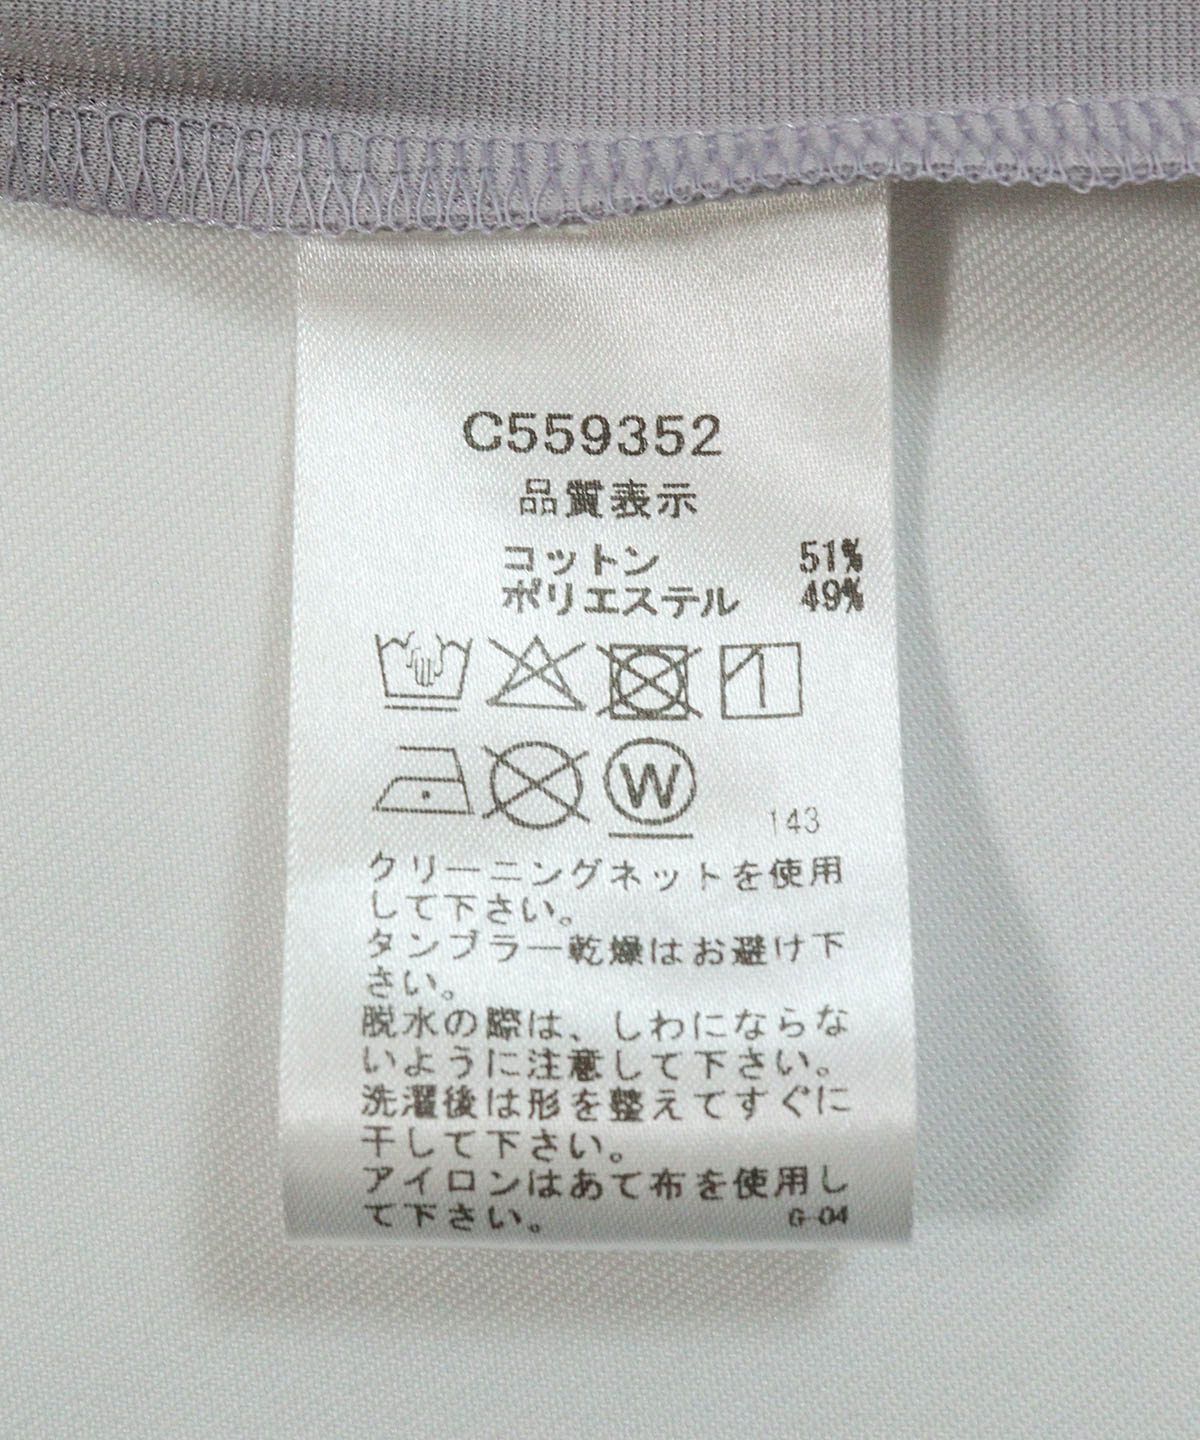 C559352
品質表示
コットン 51%
ポリエステル 49%
W
143
クリーニングネットを使用
して下さい。
タンブラー乾燥はお避け下
さい。
脱水の際は、しわにならな
いように注意して下さい。
洗濯後は形を整えてすぐに
干して下さい。
アイロンはあて布を使用し
て下さい。 G-04